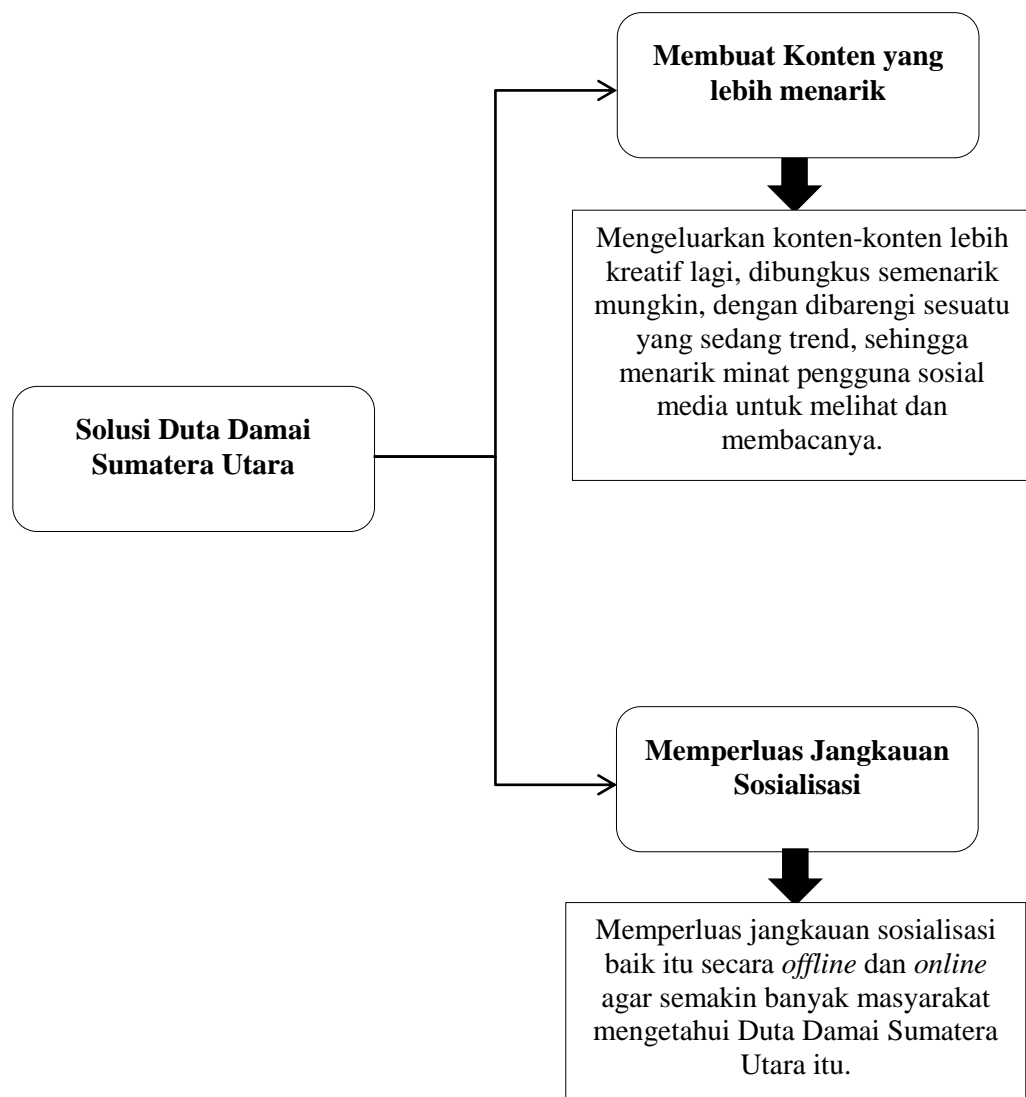 Membuat Konten yang
lebih menarik
Mengeluarkan konten-konten lebih
kreatif lagi, dibungkus semenarik
mungkin, dengan dibarengi sesuatu
yang sedang trend, sehingga
menarik minat pengguna sosial
media untuk melihat dan
membacanya.
Solusi Duta Damai
Sumatera Utara
Memperluas Jangkauan
Sosialisasi
Memperluas jangkauan sosialisasi
baik itu secara offline dan online
agar semakin banyak masyarakat
mengetahui Duta Damai Sumatera
Utara itu.